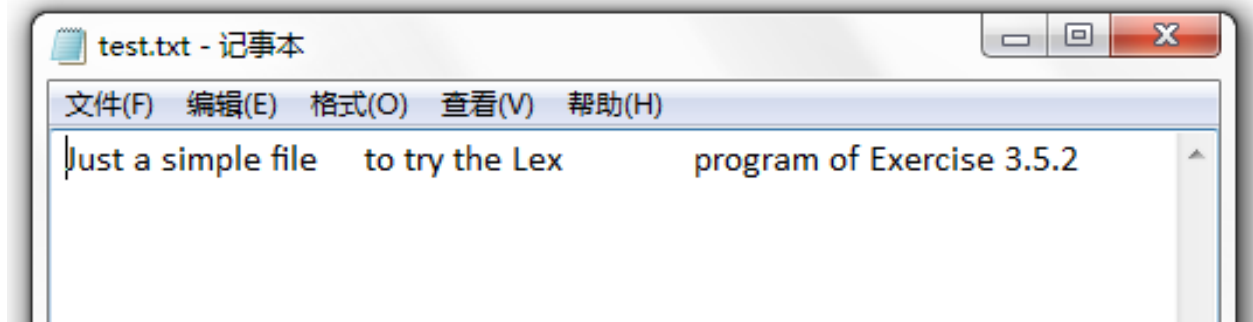 test.txt - 记事本
文件(F) 编辑(E) 格式(O) 查看(V) 帮助(H)
Just a simple file    to try the Lex            program of Exercise 3.5.2